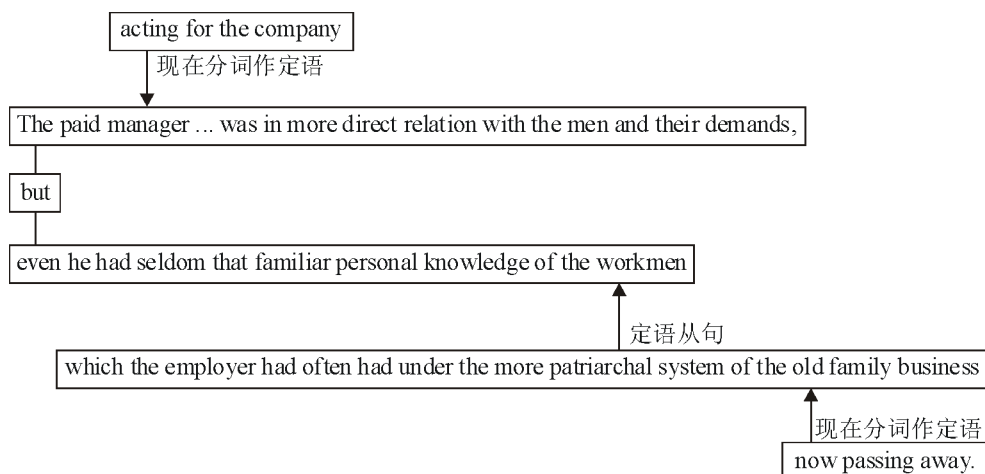 acting for the company
现在分词作定语
The paid manager ... was in more direct relation with the men and their demands,
but
even he had seldom that familiar personal knowledge of the workmen
定语从句
which the employer had often had under the more patriarchal system of the old family business
现在分词作定语
now passing away.